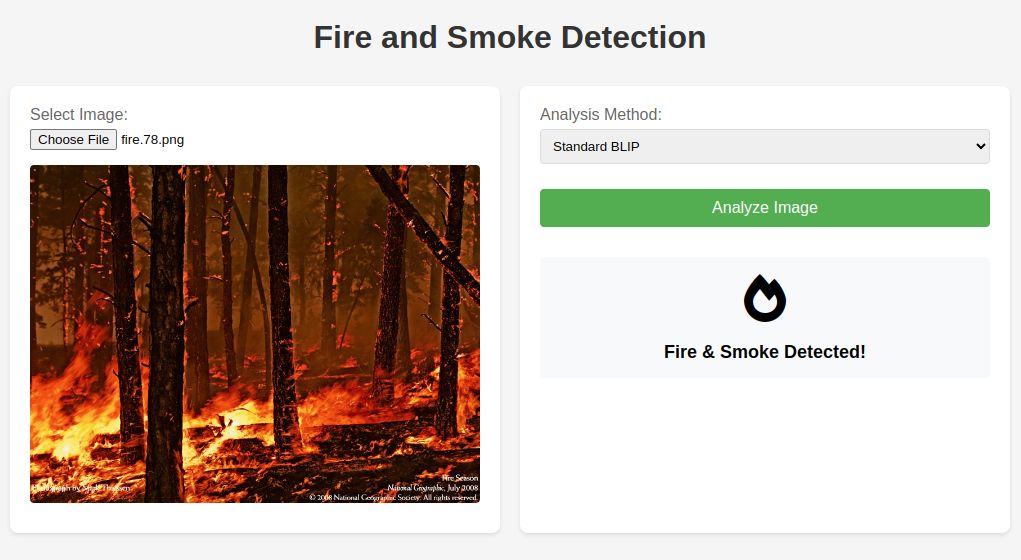 Fire and Smoke Detection
Select Image:
Choose File fire.78.png
Photograph by Mark Thiessen
Fire Season
National Geographic, July 2008
© 2008 National Geographic Society. All rights reserved.
Analysis Method:
Standard BLIP
Analyze Image
Fire & Smoke Detected!